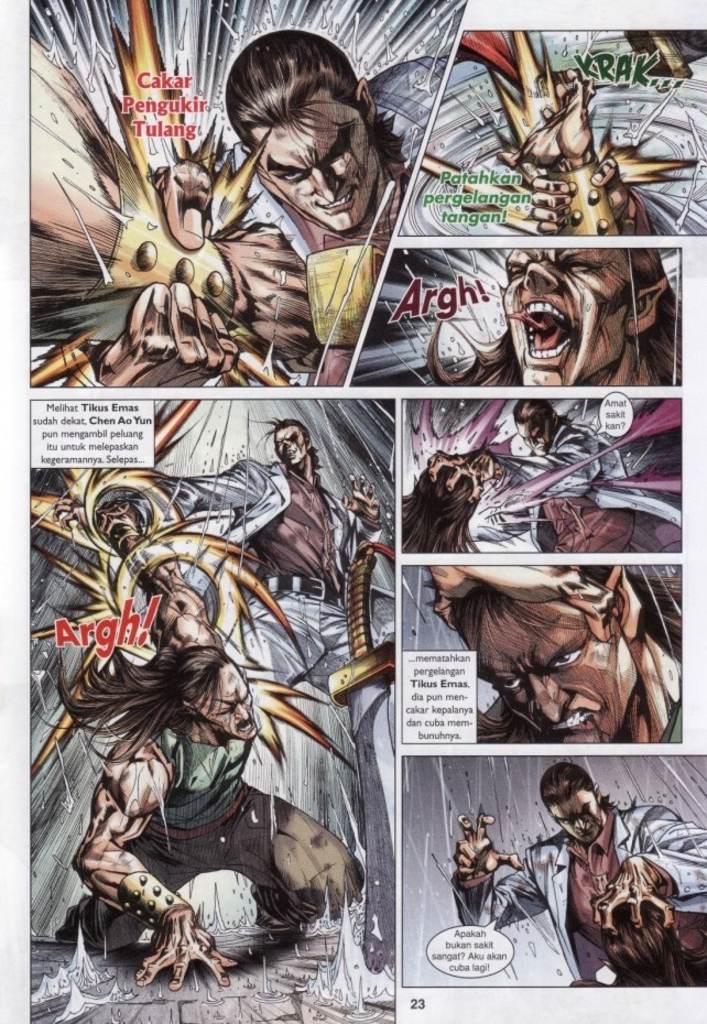 Cakar
Pengukir
Tulang
KRAK...
Patahkan
pergelangan
tangan!
Argh!
Melihat Tikus Emas
sudah dekat, Chen Ao Yun
pun mengambil peluang
itu untuk melepaskan
kegeramannya. Selepas...
Argh!
Amat
sakit
kan?
...mematahkan
pergelangan
Tikus Emas,
dia pun men-
cakar kepalanya
dan cuba mem-
bunuhnya.
Apakah
bukan sakit
sangat? Aku akan
cuba lagi!
23